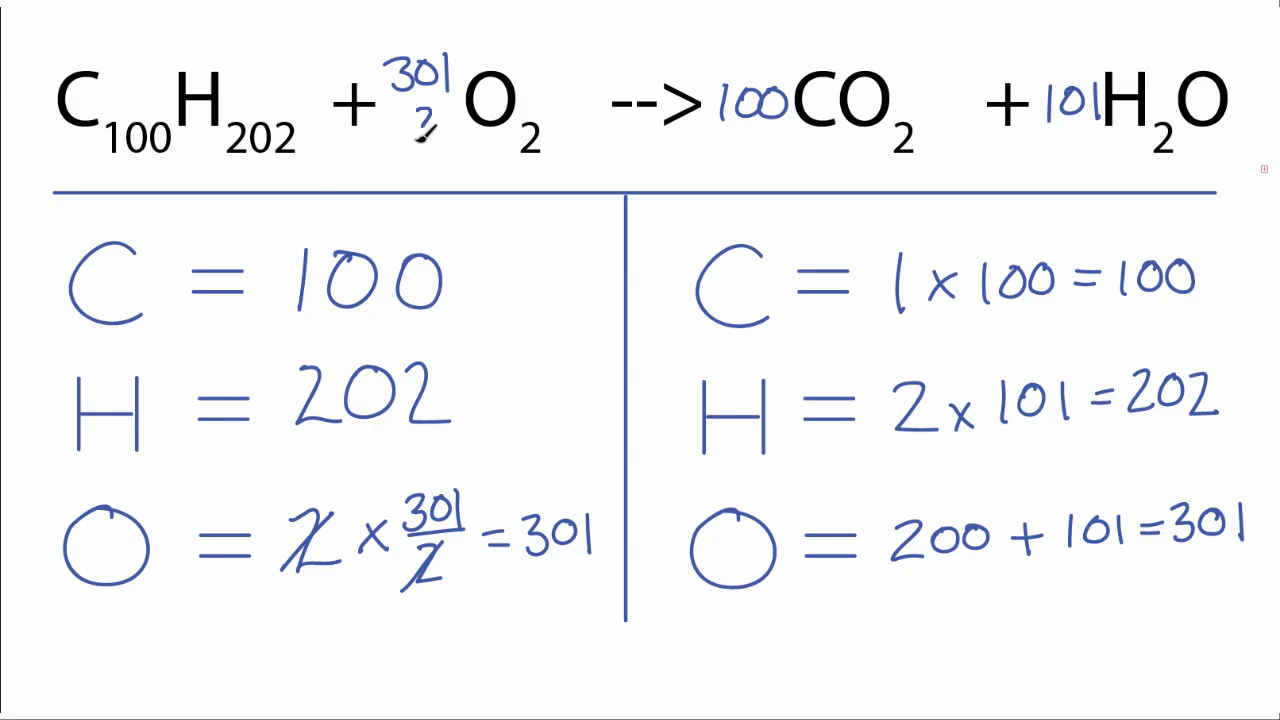 C₁₀₀H₂₀₂ + 301/2 O₂ --> 100CO₂ + 101H₂O
C = 100
H = 202
O = 2 x 301/2 = 301
C = 1 x 100 = 100
H = 2 x 101 = 202
O = 200 + 101 = 301